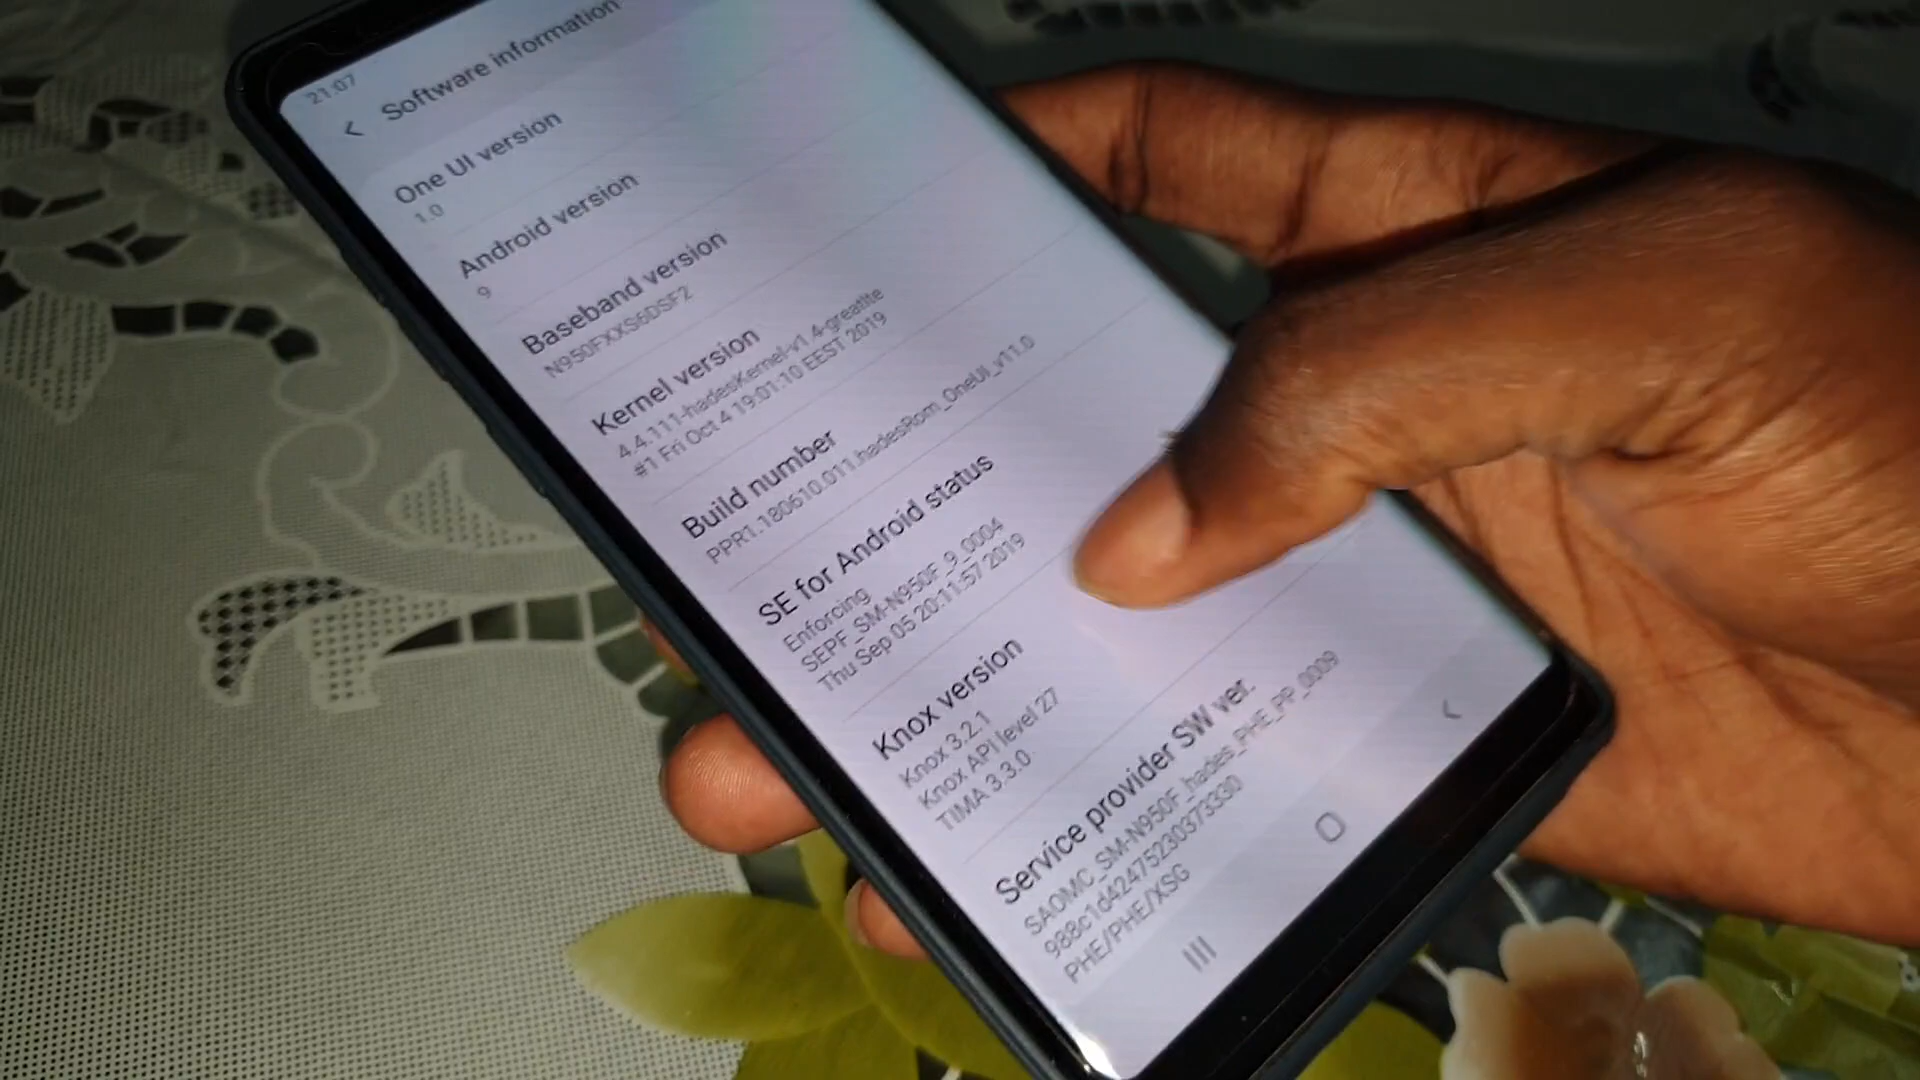 21:07
Software information
One UI version
1.0
Android version
9
Baseband version
N950FXXS6DSF2
Kernel version
4.4.111-hadesKernel-v1.4-greatlte
#1 Fri Oct 4 19:01:10 EEST 2019
Build number
PPR1.180610.011.hadesRom_OneUI_v11.0
SE for Android status
Enforcing
SEPF_SM-N950F_9_0004
Thu Sep 05 20:11:57 2019
Knox version
Knox 3.2.1
Knox API level 27
TIMA 3.3.0
Service provider SW ver.
SAOMC_SM-N950F_hades_PHE_PP_0009
988c1d424752303733​30
PHE/PHE/XSG